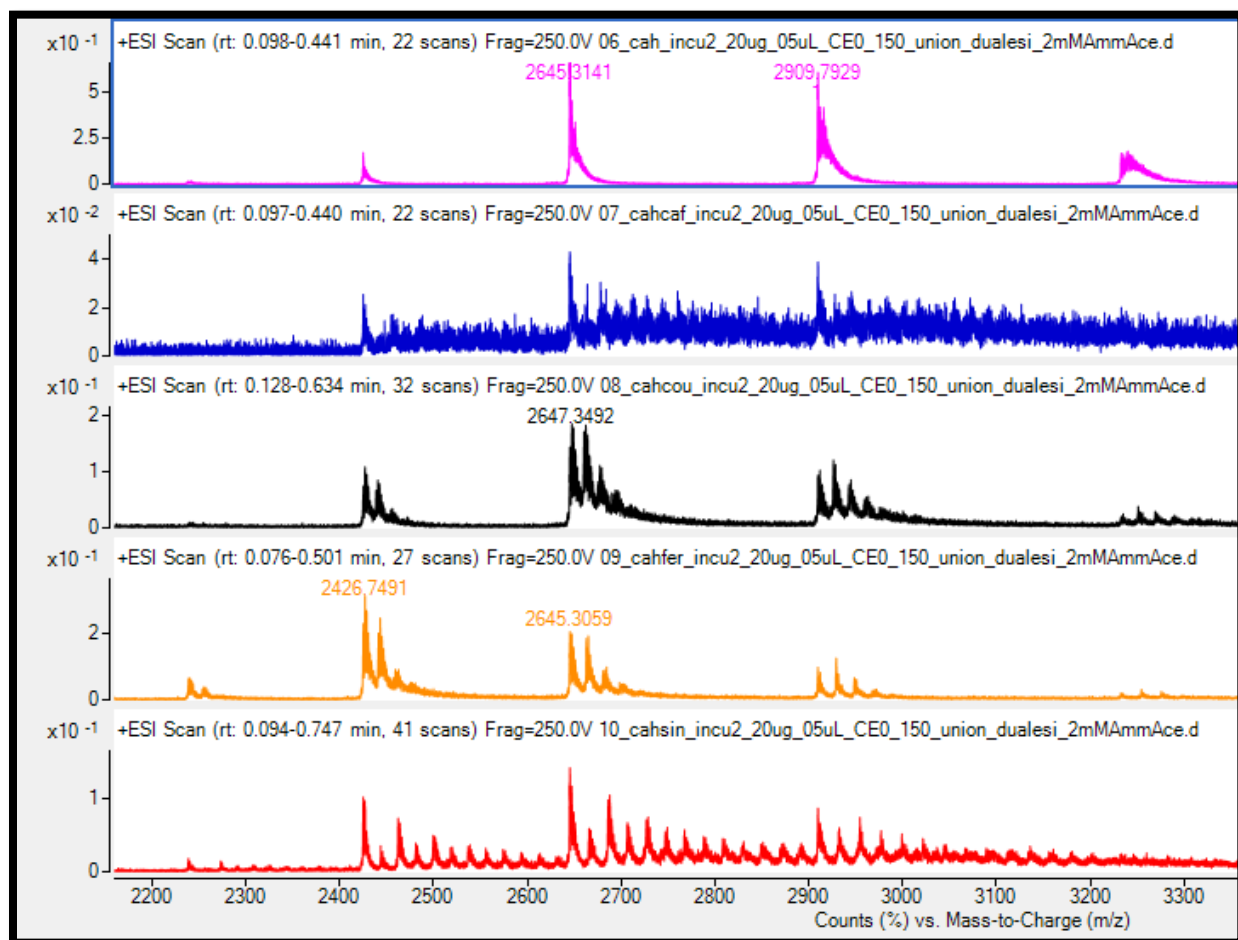 x10 -1 +ESI Scan (rt: 0.098-0.441 min, 22 scans) Frag=250.0V 06_cah_incu2_20ug_05uL_CE0_150_union_dualesi_2mMAmmAce.d
2645.3141 2909.7929
5
2.5
0
x10 -2 +ESI Scan (rt: 0.097-0.440 min, 22 scans) Frag=250.0V 07_cahcaf_incu2_20ug_05uL_CE0_150_union_dualesi_2mMAmmAce.d
4
2
0
x10 -1 +ESI Scan (rt: 0.128-0.634 min, 32 scans) Frag=250.0V 08_cahcou_incu2_20ug_05uL_CE0_150_union_dualesi_2mMAmmAce.d
2
2647.3492
1
0
x10 -1 +ESI Scan (rt: 0.076-0.501 min, 27 scans) Frag=250.0V 09_cahfer_incu2_20ug_05uL_CE0_150_union_dualesi_2mMAmmAce.d
2426.7491
2645.3059
2
0
x10 -1 +ESI Scan (rt: 0.094-0.747 min, 41 scans) Frag=250.0V 10_cahsin_incu2_20ug_05uL_CE0_150_union_dualesi_2mMAmmAce.d
1
0
2200 2300 2400 2500 2600 2700 2800 2900 3000 3100 3200 3300
Counts (%) vs. Mass-to-Charge (m/z)